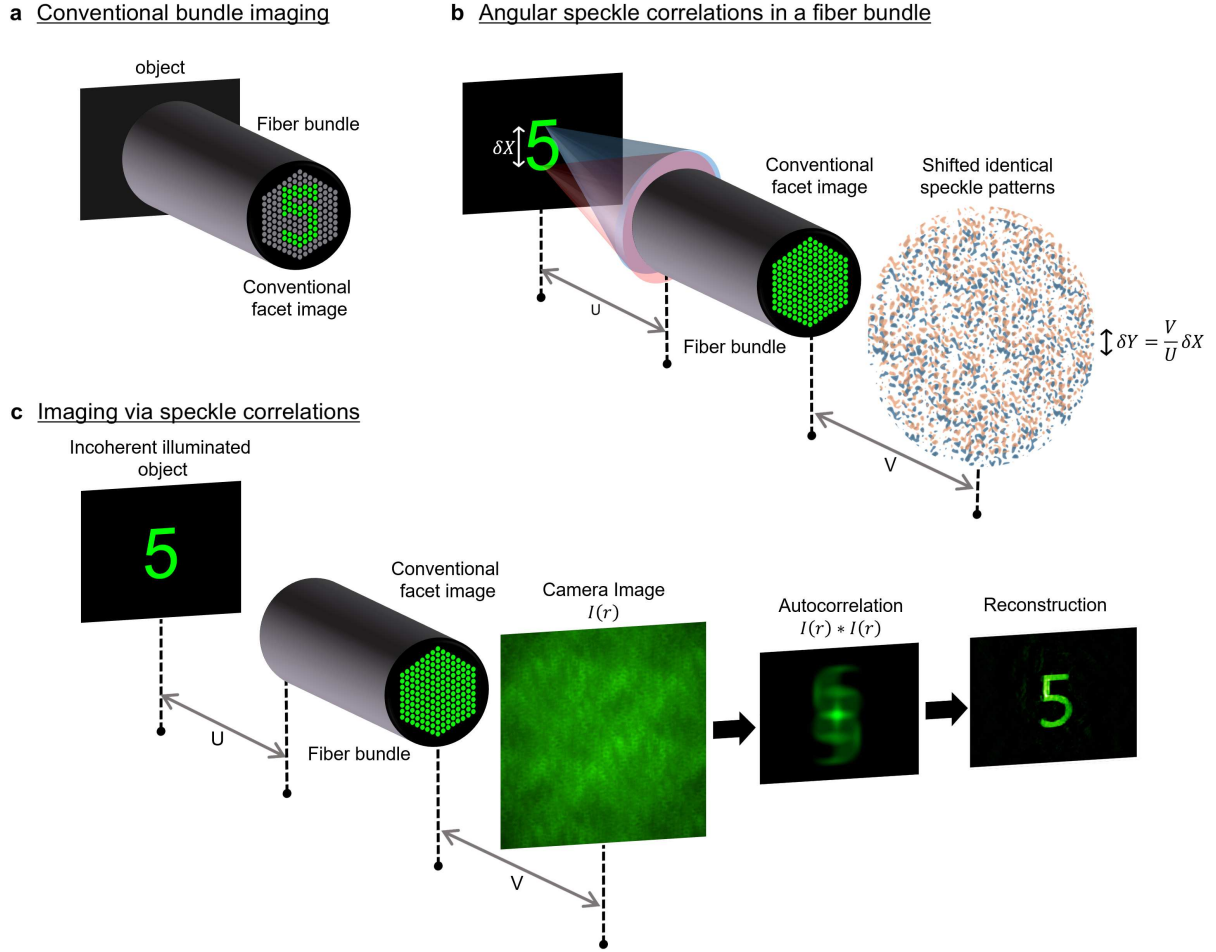 a Conventional bundle imaging
object
Fiber bundle
5
Conventional
facet image
b Angular speckle correlations in a fiber bundle
δX
5
Conventional
facet image
Shifted identical
speckle patterns
U
Fiber bundle
δY = V/U δX
V
c Imaging via speckle correlations
Incoherent illuminated
object
5
U
Fiber bundle
Conventional
facet image
V
Camera Image
I(r)
Autocorrelation
I(r) * I(r)
Reconstruction
5